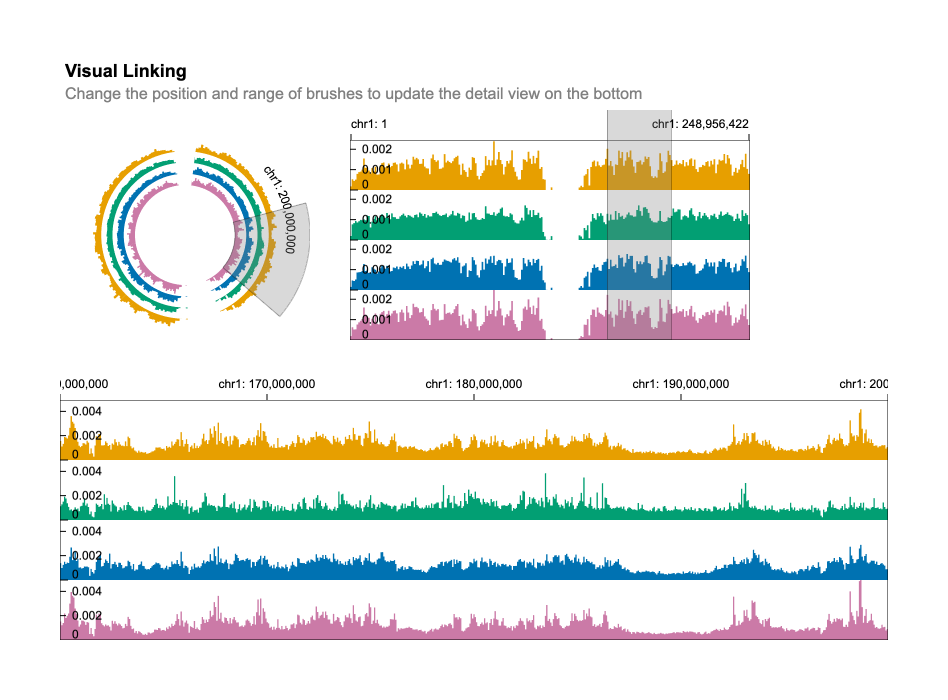 Visual Linking
Change the position and range of brushes to update the detail view on the bottom
chr1: 200,000,000
chr1: 1
chr1: 248,956,422
0.002
0.001
0
0.002
0.001
0
0.002
0.001
0
0.002
0.001
0
0,000,000
chr1: 170,000,000
chr1: 180,000,000
chr1: 190,000,000
chr1: 200
0.004
0.002
0
0.004
0.002
0
0.004
0.002
0
0.004
0.002
0